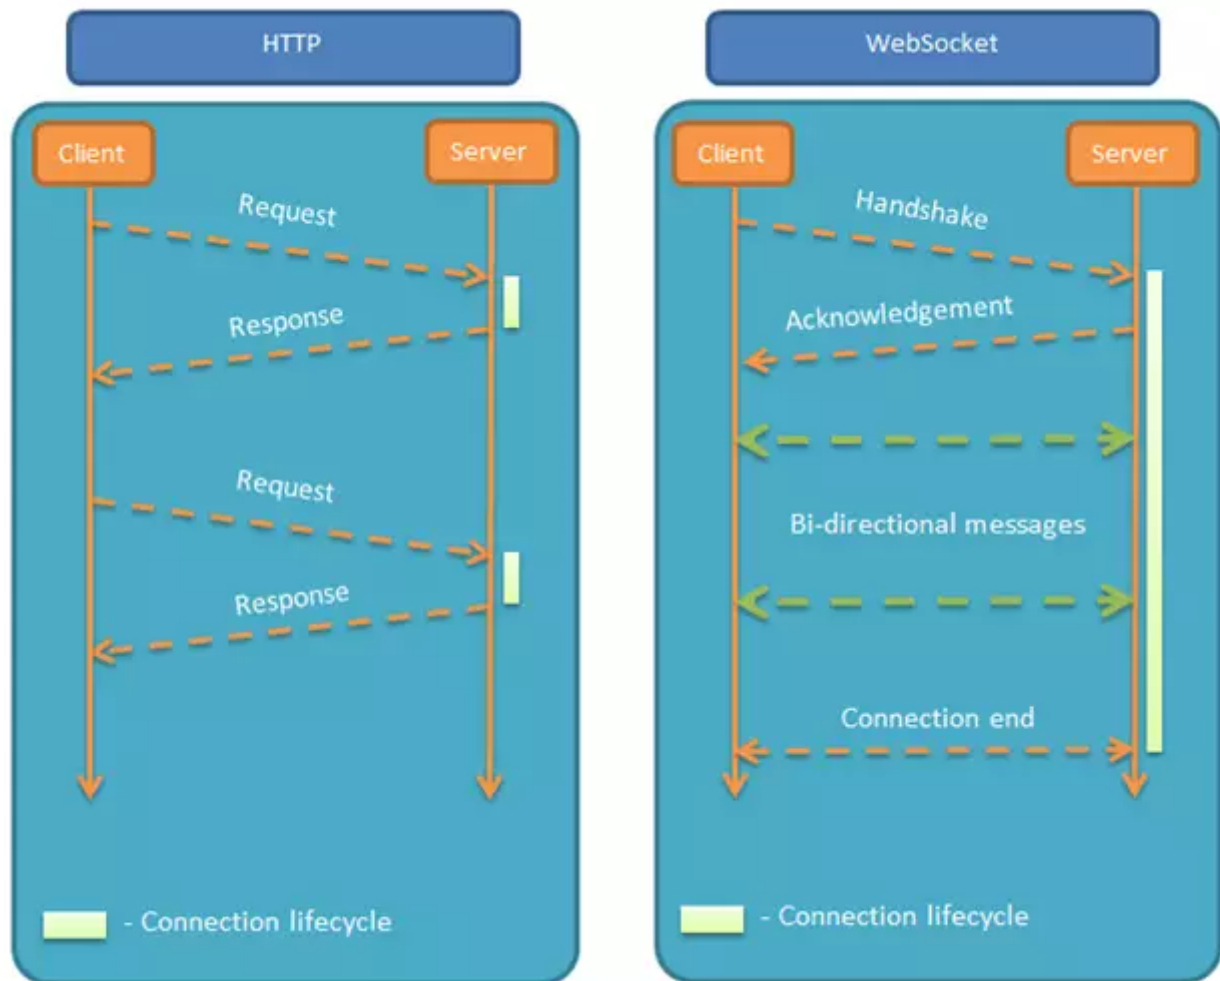 HTTP
Client
Server
Request
Response
Request
Response
- Connection lifecycle
WebSocket
Client
Server
Handshake
Acknowledgement
Bi-directional messages
Connection end
- Connection lifecycle